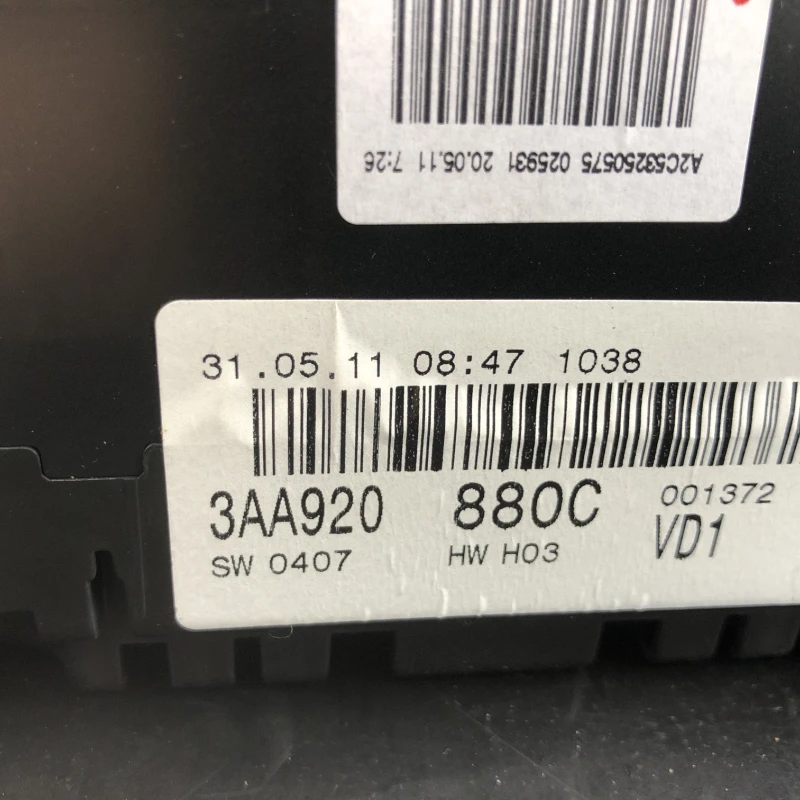 A2C53250575 025931 20.05.11 7:26
31.05.11 08:47 1038
3AA920 880C 001372
SW 0407 HW H03 VD1